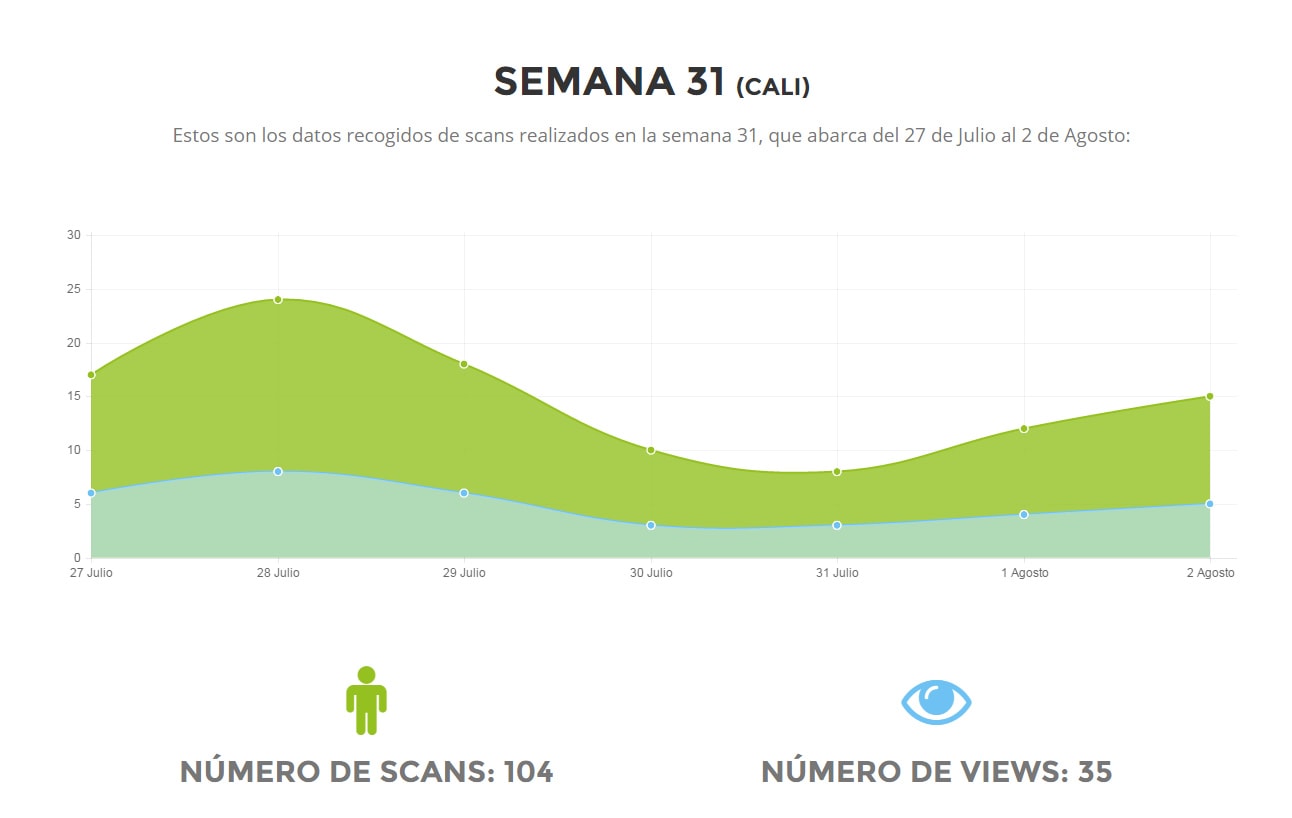 SEMANA 31 (CALI)
Estos son los datos recogidos de scans realizados en la semana 31, que abarca del 27 de Julio al 2 de Agosto:
30
25
20
15
10
5
0
27 Julio 28 Julio 29 Julio 30 Julio 31 Julio 1 Agosto 2 Agosto
NÚMERO DE SCANS: 104 NÚMERO DE VIEWS: 35